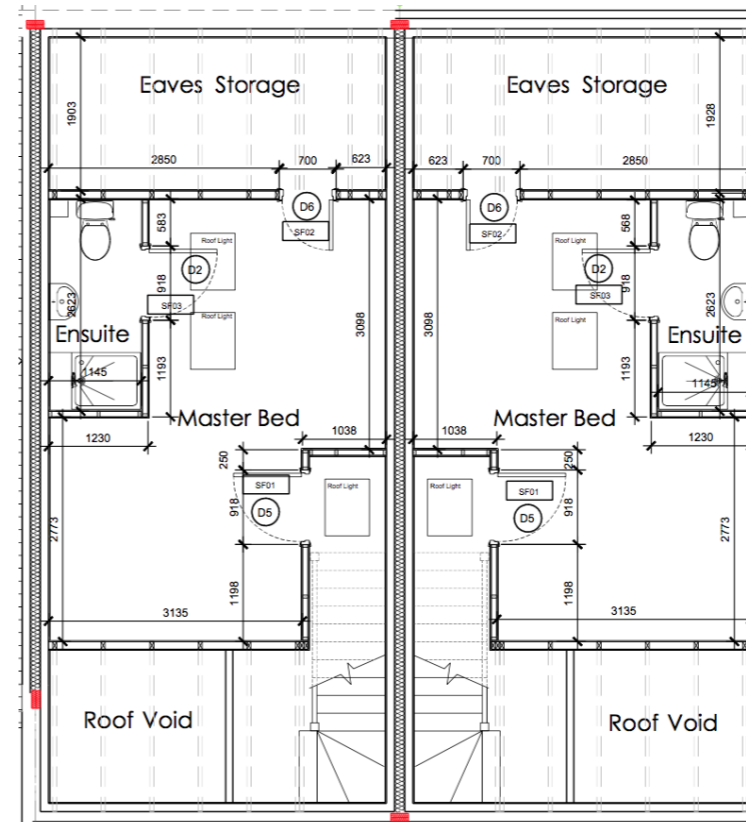 Eaves Storage
Eaves Storage
1903
1928
2850
700
623
623
700
2850
D6
D6
583
568
SF02
SF02
Roof Light
Roof Light
D2
D2
918
918
2623
2623
SF03
SF03
Roof Light
Roof Light
3098
3098
Ensuite
Ensuite
1193
1193
1145
1145
Master Bed
Master Bed
1230
1038
1038
1230
250
250
SF01
Roof Light
Roof Light
SF01
D5
D5
918
918
2773
2773
1198
1198
3135
3135
Roof Void
Roof Void